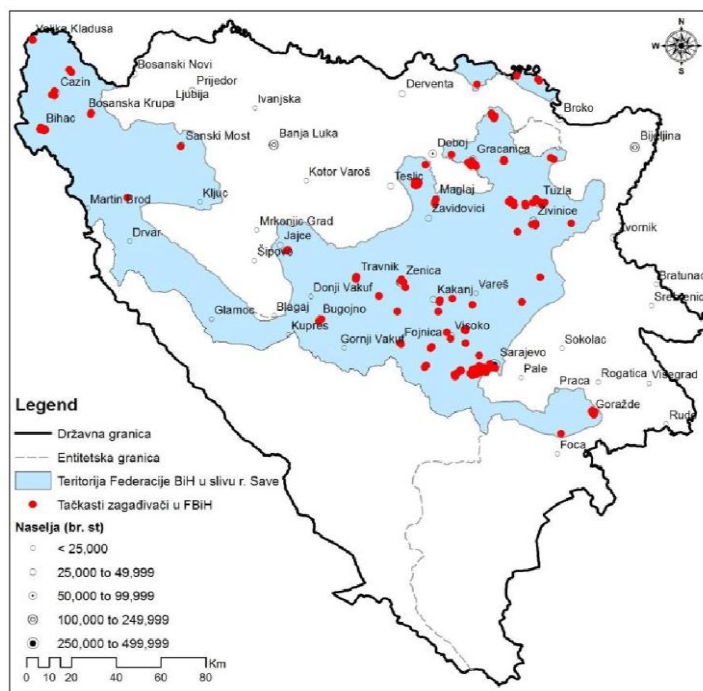 N
W E
S
Velika Kladusa
Cazin
Bosanski Novi
Prijedor
Ljubija
Bosanska Krupa
Bihac
Ivanjska
Derventa
Brcko
Banja Luka
Sanski Most
Deboj
Gracanca
Bijeljina
Kotor Varoš
Teslic
Maglaj
Zavidovici
Tuzla
Zivinice
Martin Brod
Kljuc
Mrkonjic Grad
Drvar
Jajce
Šipovo
Zvornik
Travnik
Zenica
Donji Vakuf
Kakanj
Vareš
Bratunac
Srebrenic
Glamoc
Blagaj
Bugojno
Kupres
Gornji Vakuf
Fojnica
Visoko
Sarajevo
Sokolac
Pale
Praca
Rogatica
Višegrad
Goražde
Rudo
Foca
Legend
Državna granica
Entitetska granica
Teritorija Federacije BiH u slivu r. Save
Tačkasti zagađivači u FBiH
Naselja (br. st)
< 25,000
25,000 to 49,999
50,000 to 99,999
100,000 to 249,999
250,000 to 499,999
Km
0 10 20 40 60 80